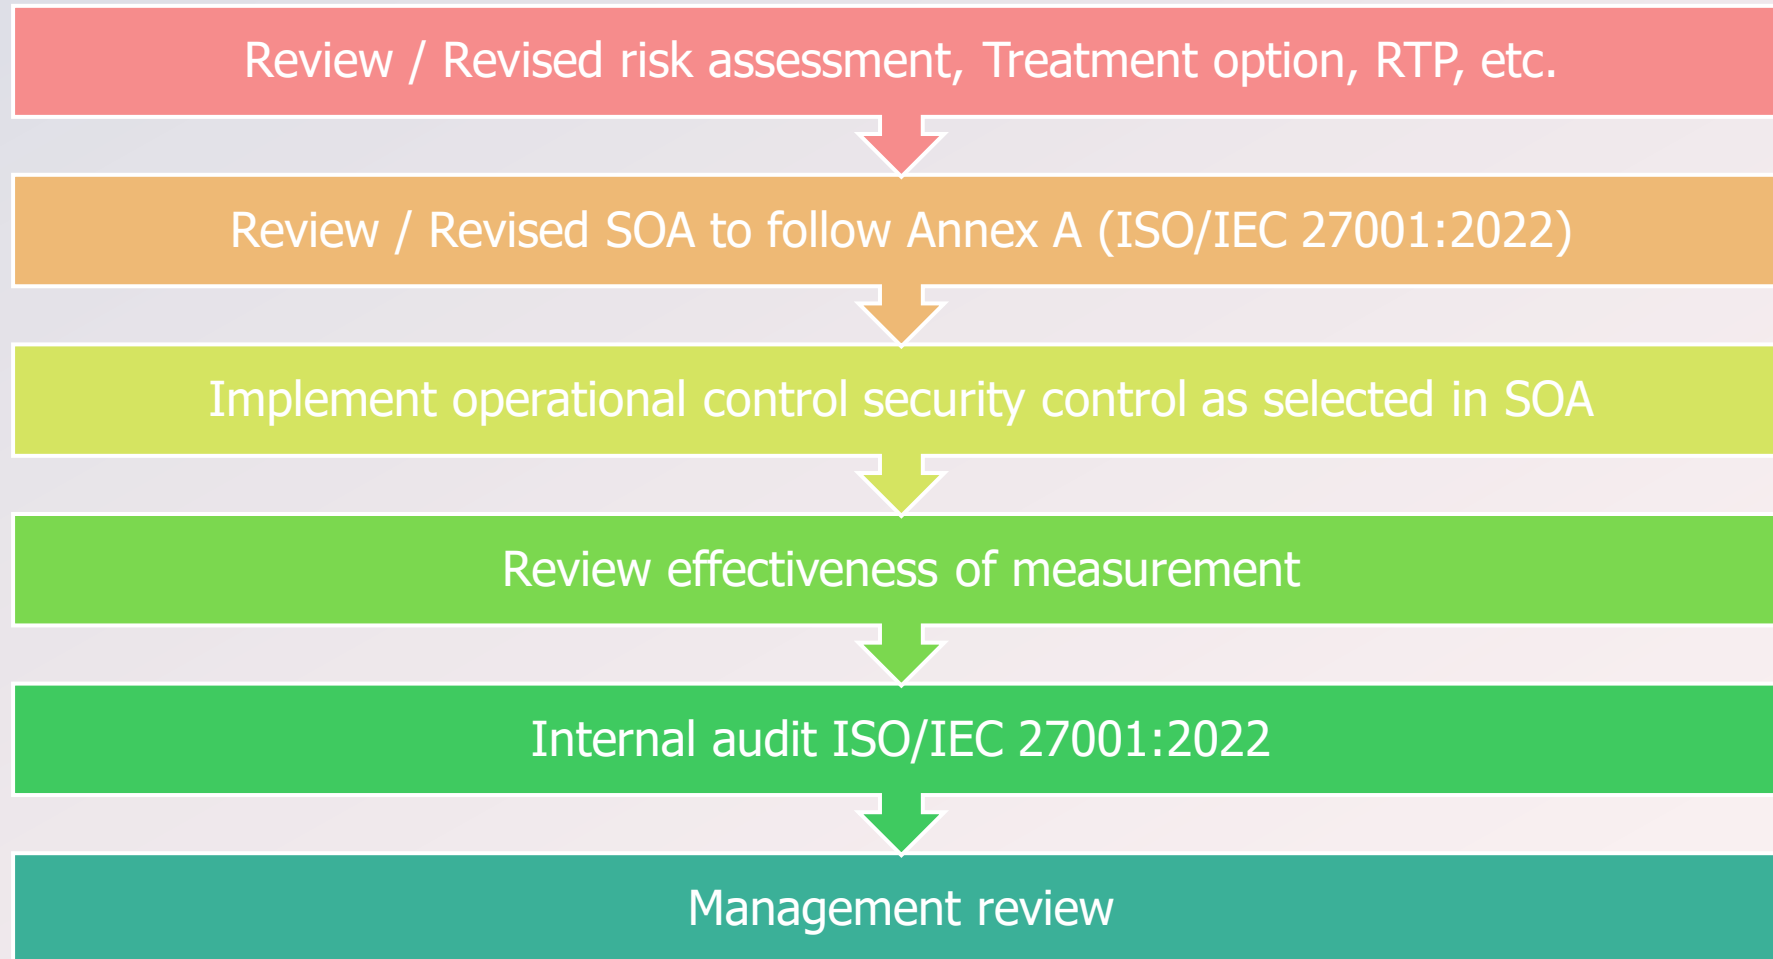 Review / Revised risk assessment, Treatment option, RTP, etc.
Review / Revised SOA to follow Annex A (ISO/IEC 27001:2022)
Implement operational control security control as selected in SOA
Review effectiveness of measurement
Internal audit ISO/IEC 27001:2022
Management review